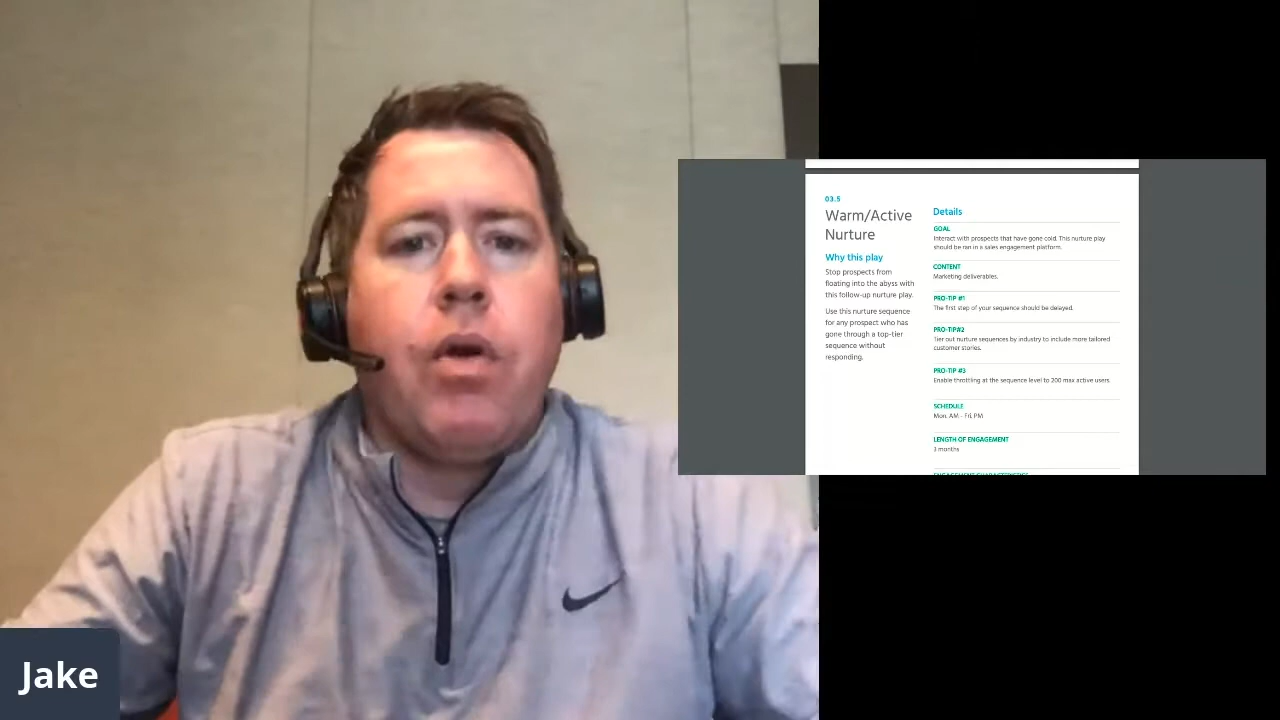 03.5
Warm/Active
Nurture
Why this play
Stop prospects from
floating into the abyss with
this follow-up nurture play.
Use this nurture sequence
for any prospect who has
gone through a top-tier
sequence without
responding.
Details
GOAL
Interact with prospects that have gone cold. This nurture play
should be ran in a sales engagement platform.
CONTENT
Marketing deliverables.
PRO-TIP #1
The first step of your sequence should be delayed.
PRO-TIP#2
Tier out nurture sequences by industry to include more tailored
customer stories.
PRO-TIP #3
Enable throttling at the sequence level to 200 max active users.
SCHEDULE
Mon. AM - Fri. PM
LENGTH OF ENGAGEMENT
3 months
ENGAGEMENT CHARACTERISTICS
Jake